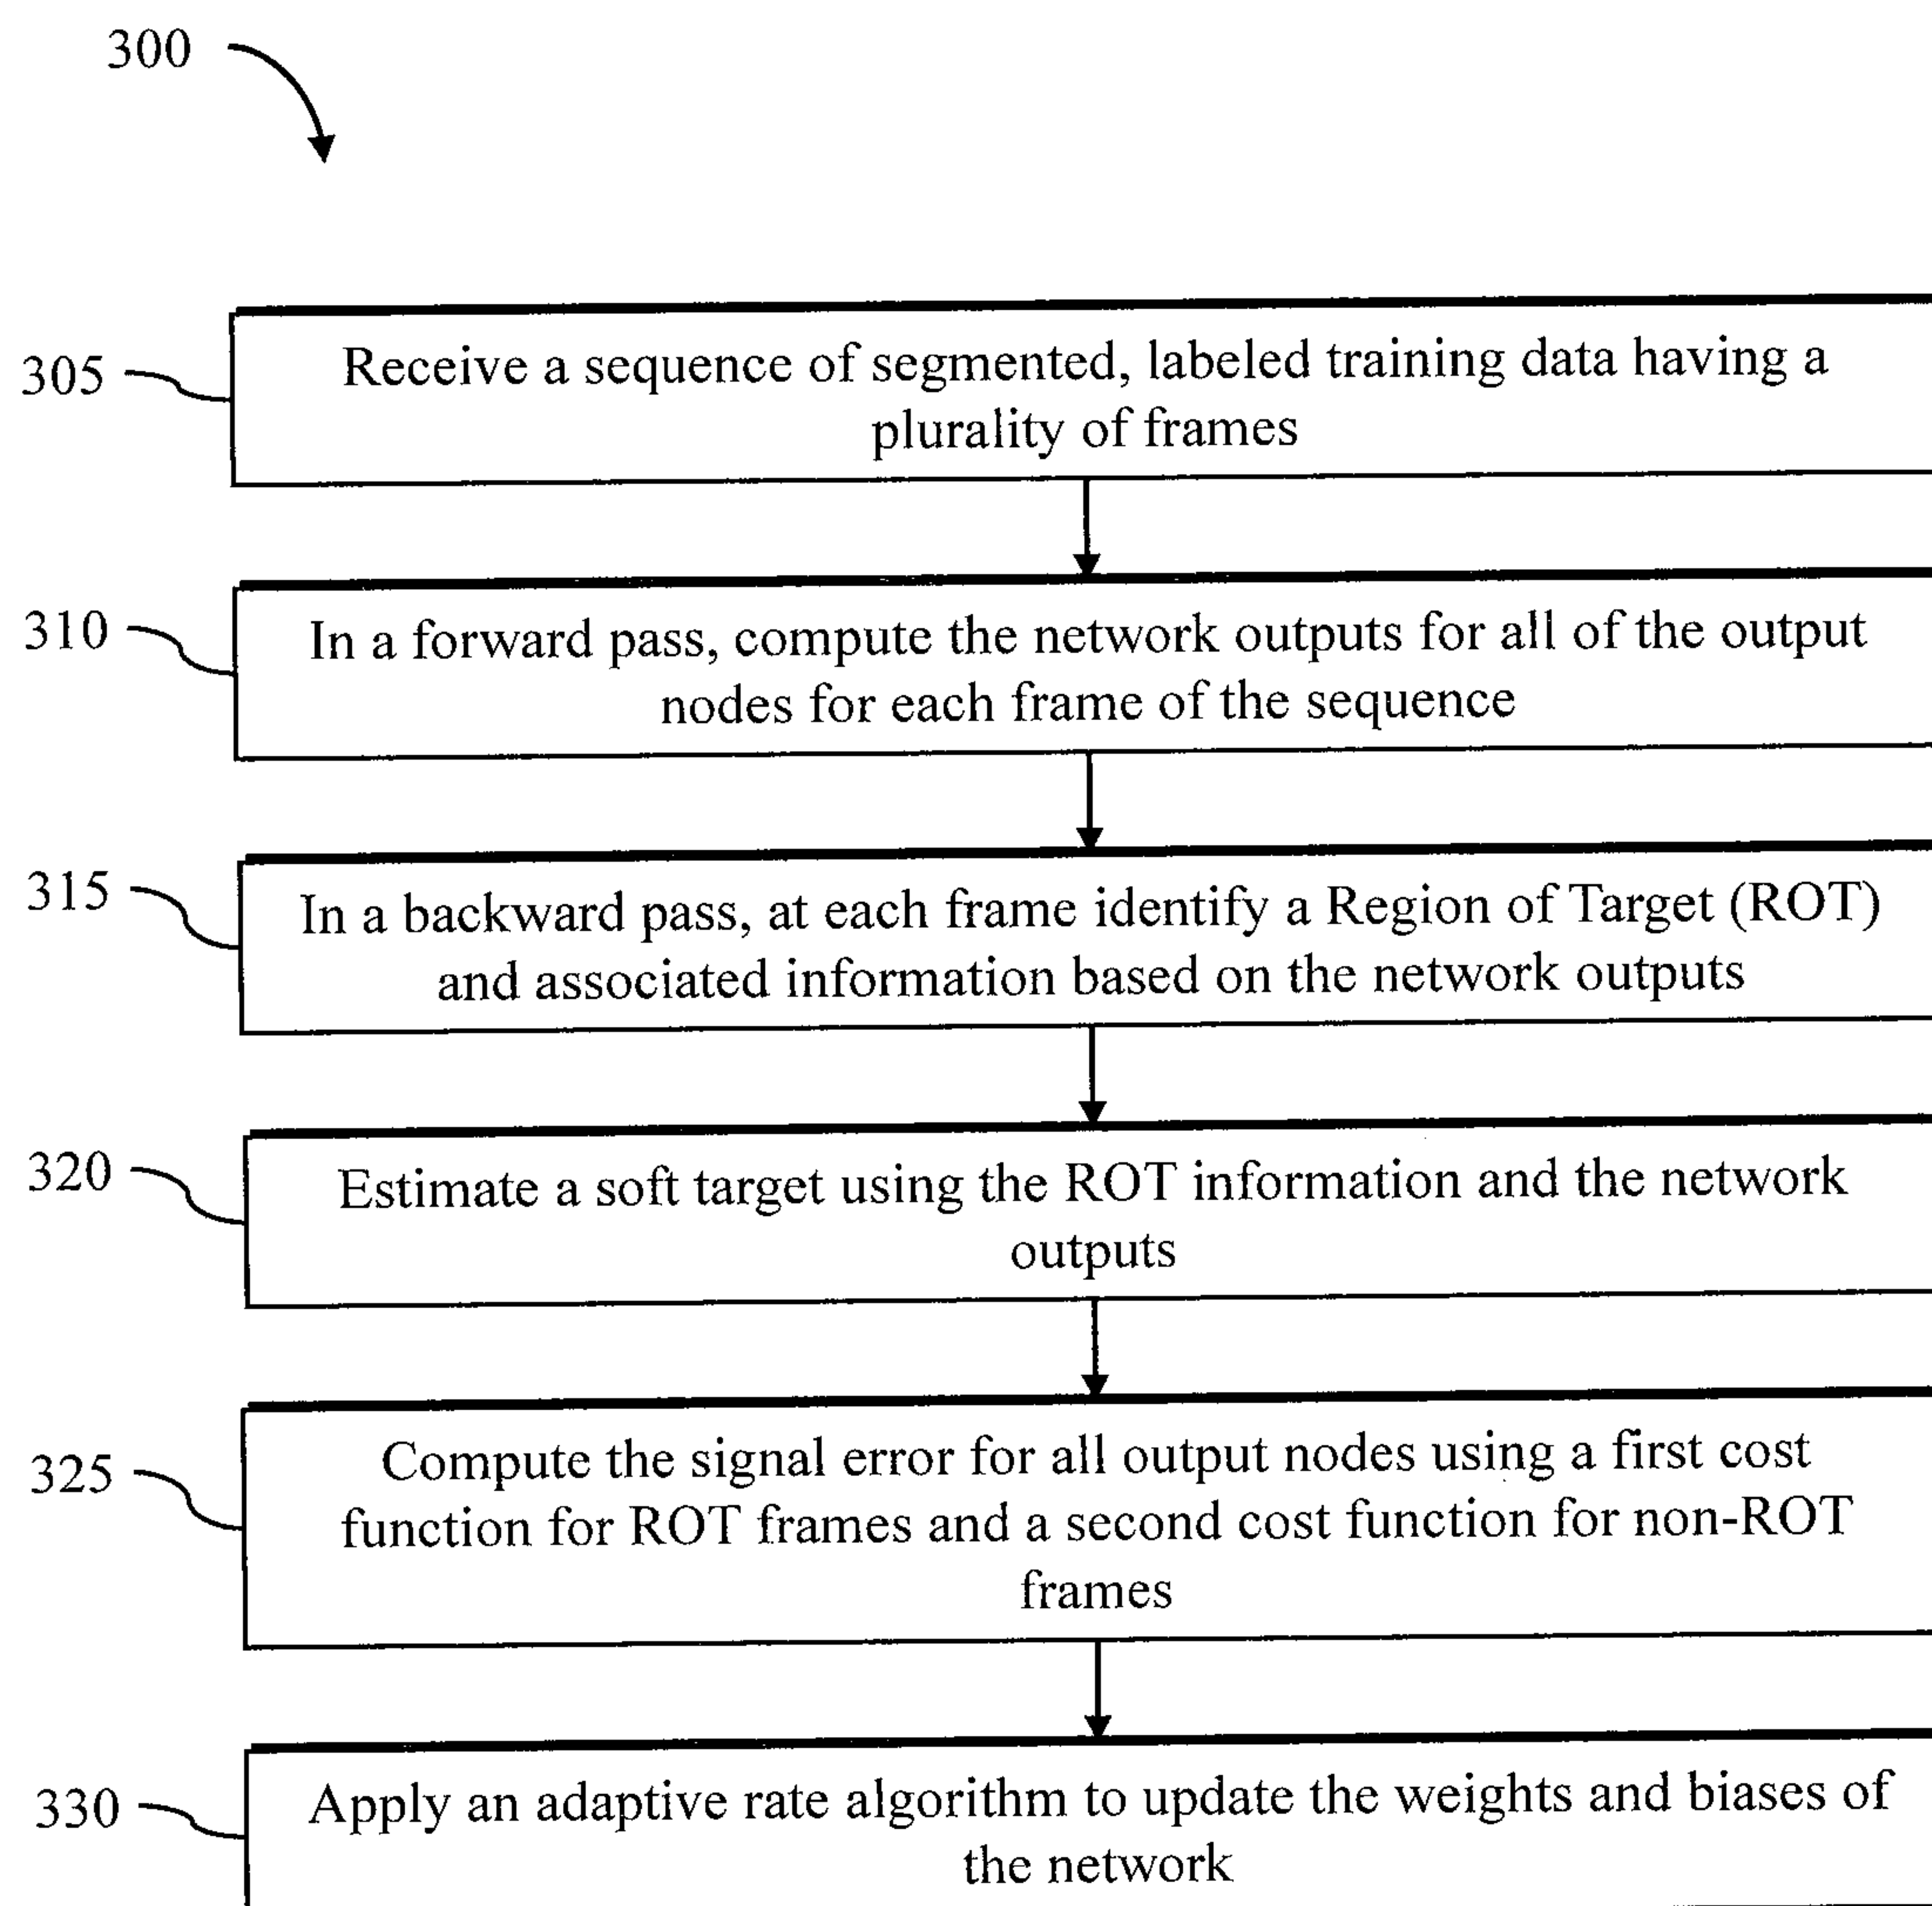 300
305
Receive a sequence of segmented, labeled training data having a
plurality of frames
310
In a forward pass, compute the network outputs for all of the output
nodes for each frame of the sequence
315
In a backward pass, at each frame identify a Region of Target (ROT)
and associated information based on the network outputs
320
Estimate a soft target using the ROT information and the network
outputs
325
Compute the signal error for all output nodes using a first cost
function for ROT frames and a second cost function for non-ROT
frames
330
Apply an adaptive rate algorithm to update the weights and biases of
the network